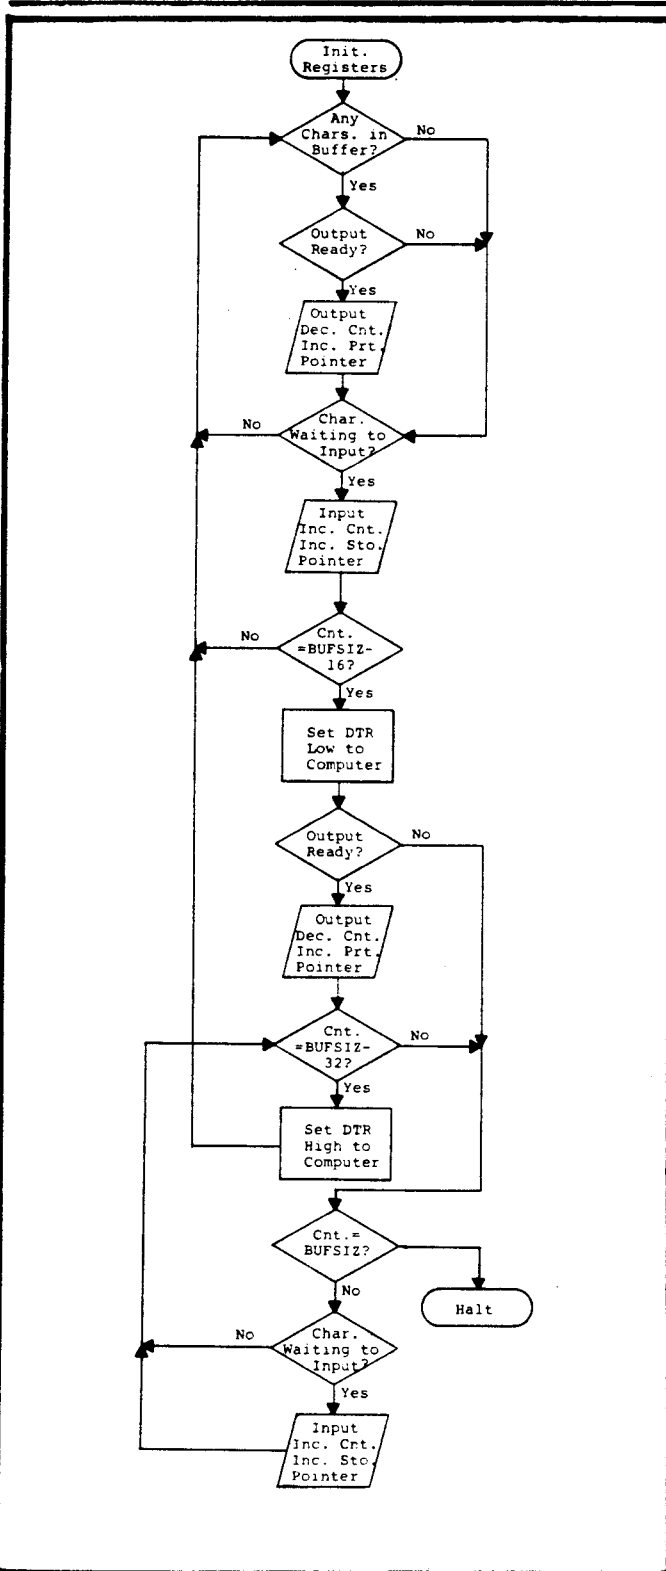 Init.
Registers
Any
Chars. in
Buffer?
No
Yes
Output
Ready?
No
Yes
Output
Dec. Cnt.
Inc. Prt.
Pointer
Char.
Waiting to
Input?
No
Yes
Input
Inc. Cnt.
Inc. Sto.
Pointer
Cnt.
=BUFSIZ-
16?
No
Yes
Set DTR
Low to
Computer
Output
Ready?
No
Yes
Output
Dec. Cnt.
Inc. Prt.
Pointer
Cnt.
=BUFSIZ-
32?
No
Yes
Set DTR
High to
Computer
Cnt.=
BUFSIZ?
No
Halt
Char.
Waiting to
Input?
No
Yes
Input
Inc. Cnt.
Inc. Sto.
Pointer